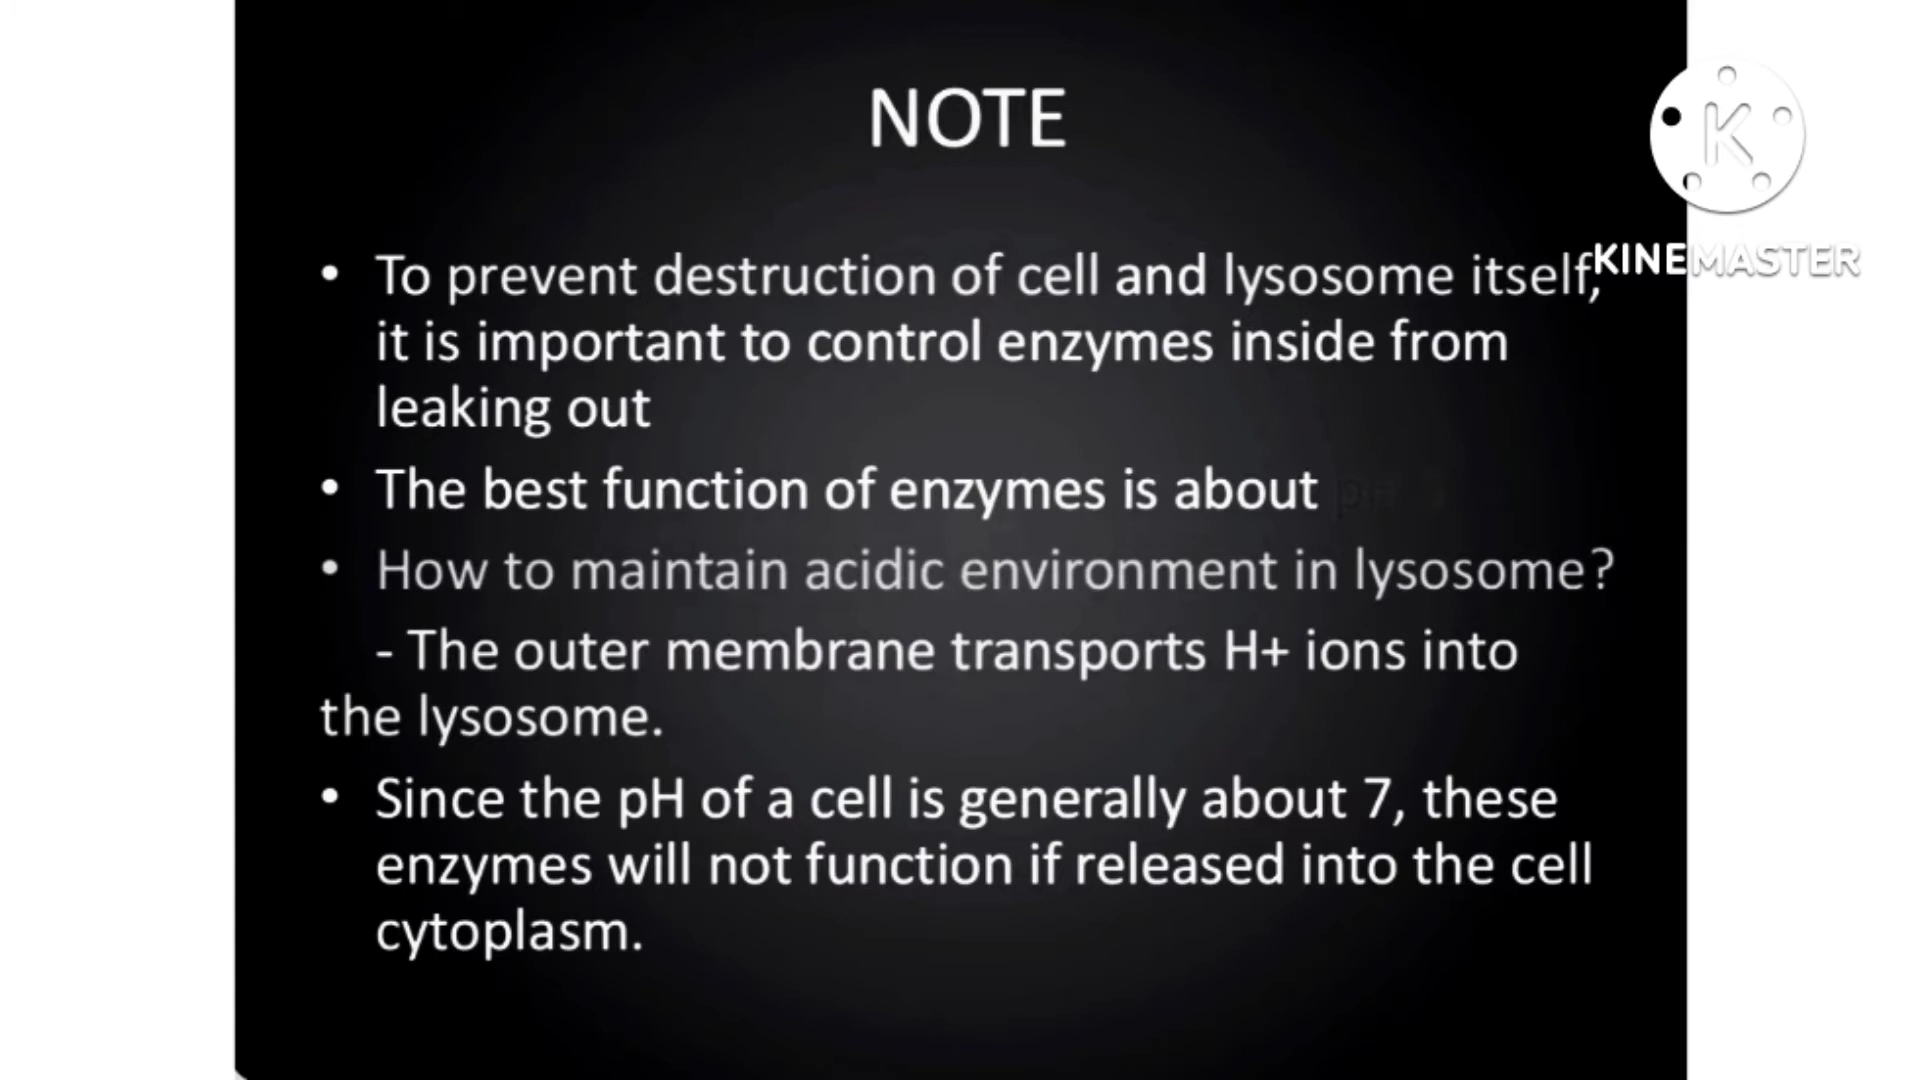 NOTE
• To prevent destruction of cell and lysosome itself,
it is important to control enzymes inside from
leaking out
• The best function of enzymes is about
• How to maintain acidic environment in lysosome?
- The outer membrane transports H+ ions into
the lysosome.
• Since the pH of a cell is generally about 7, these
enzymes will not function if released into the cell
cytoplasm.
K
KINEMASTER